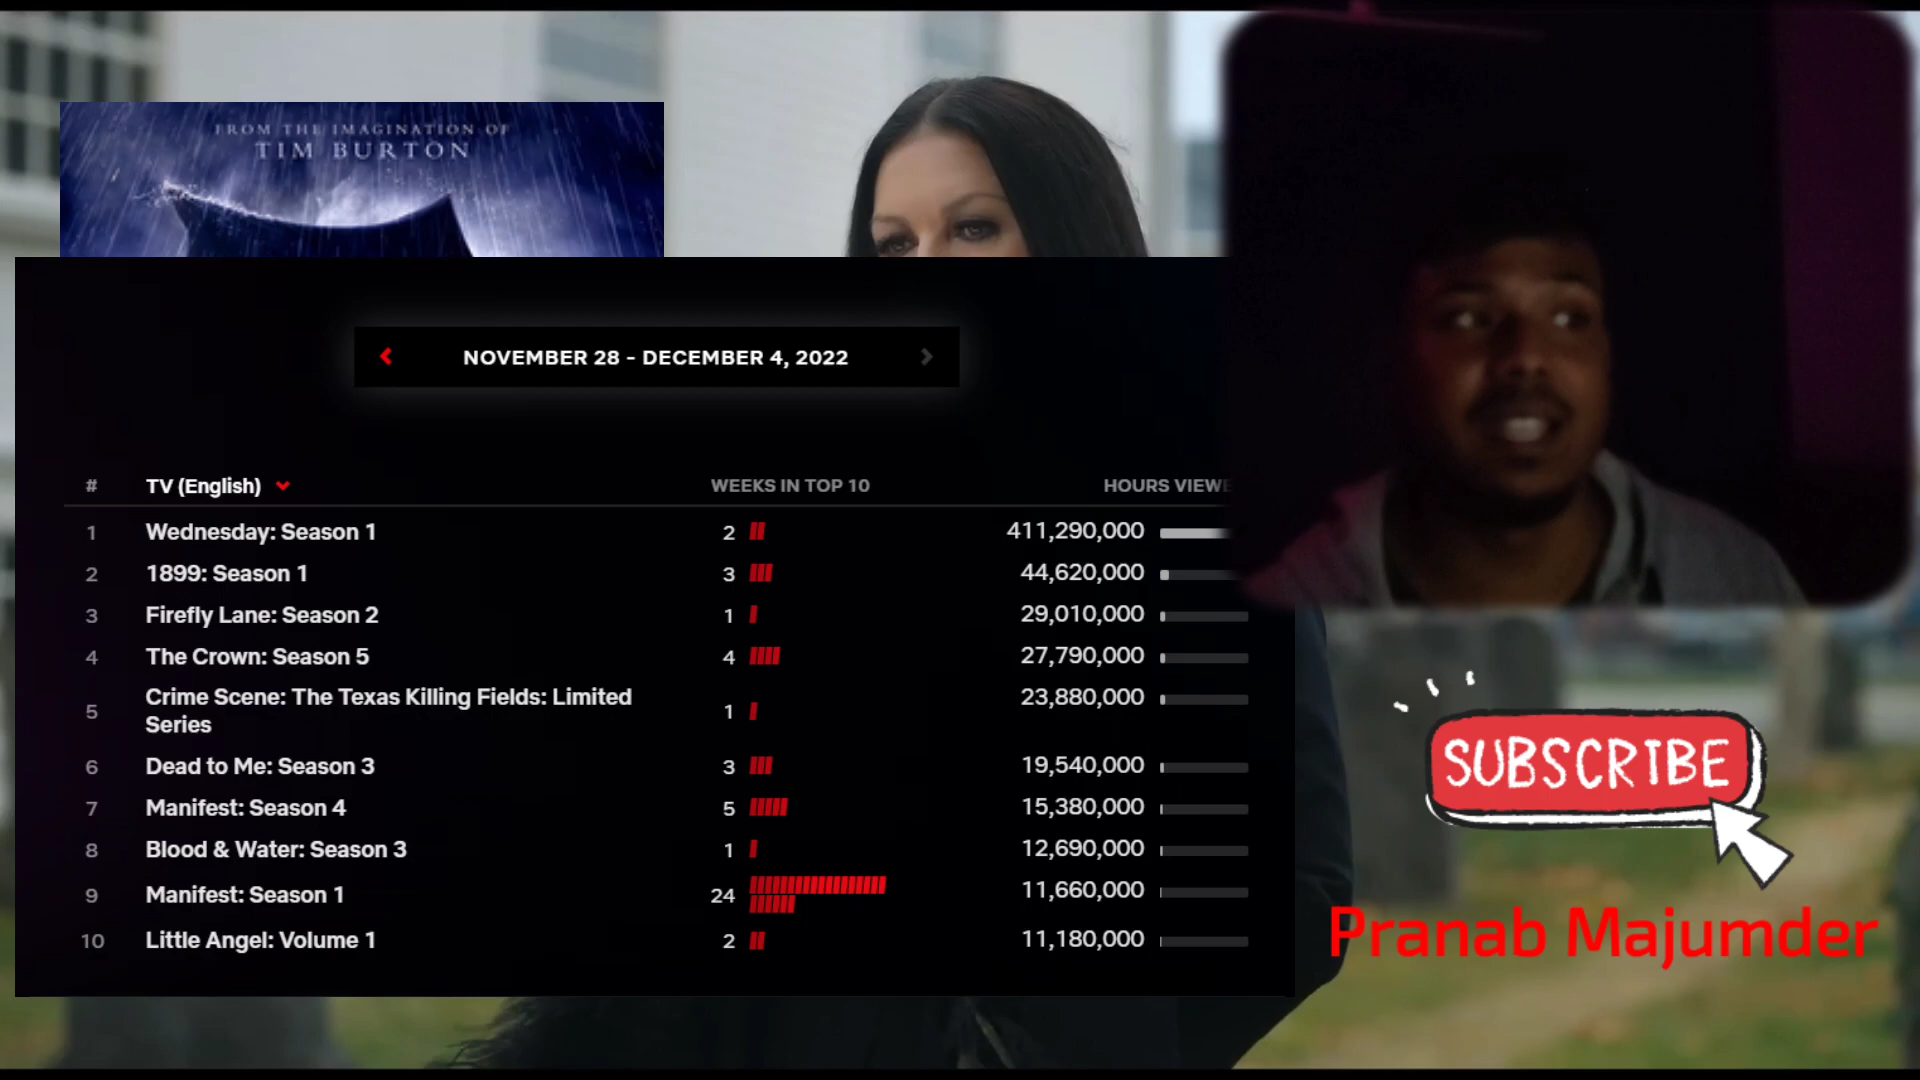 FROM THE IMAGINATION OF
TIM BURTON
NOVEMBER 28 - DECEMBER 4, 2022
# TV (English) WEEKS IN TOP 10 HOURS VIEWE
1 Wednesday: Season 1 2 411,290,000
2 1899: Season 1 3 44,620,000
3 Firefly Lane: Season 2 1 29,010,000
4 The Crown: Season 5 4 27,790,000
5 Crime Scene: The Texas Killing Fields: Limited
Series 1 23,880,000
6 Dead to Me: Season 3 3 19,540,000
7 Manifest: Season 4 5 15,380,000
8 Blood & Water: Season 3 1 12,690,000
9 Manifest: Season 1 24 11,660,000
10 Little Angel: Volume 1 2 11,180,000
SUBSCRIBE
Pranab Majumder